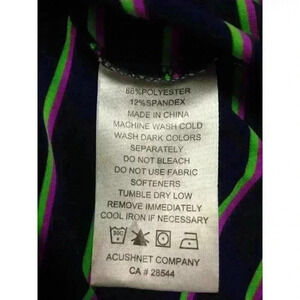 88%POLYESTER
12%SPANDEX
MADE IN CHINA
MACHINE WASH COLD
WASH DARK COLORS
SEPARATELY
DO NOT BLEACH
DO NOT USE FABRIC
SOFTENERS
TUMBLE DRY LOW
REMOVE IMMEDIATELY
COOL IRON IF NECESSARY
ACUSHNET COMPANY
CA # 28544